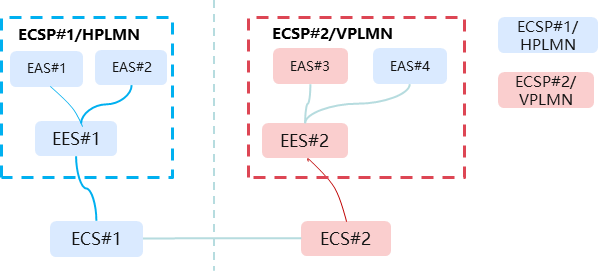 ECSP#1/HPLMN
EAS#1
EAS#2
EES#1
ECS#1
ECSP#2/VPLMN
EAS#3
EAS#4
EES#2
ECS#2
ECSP#1/
HPLMN
ECSP#2/
VPLMN